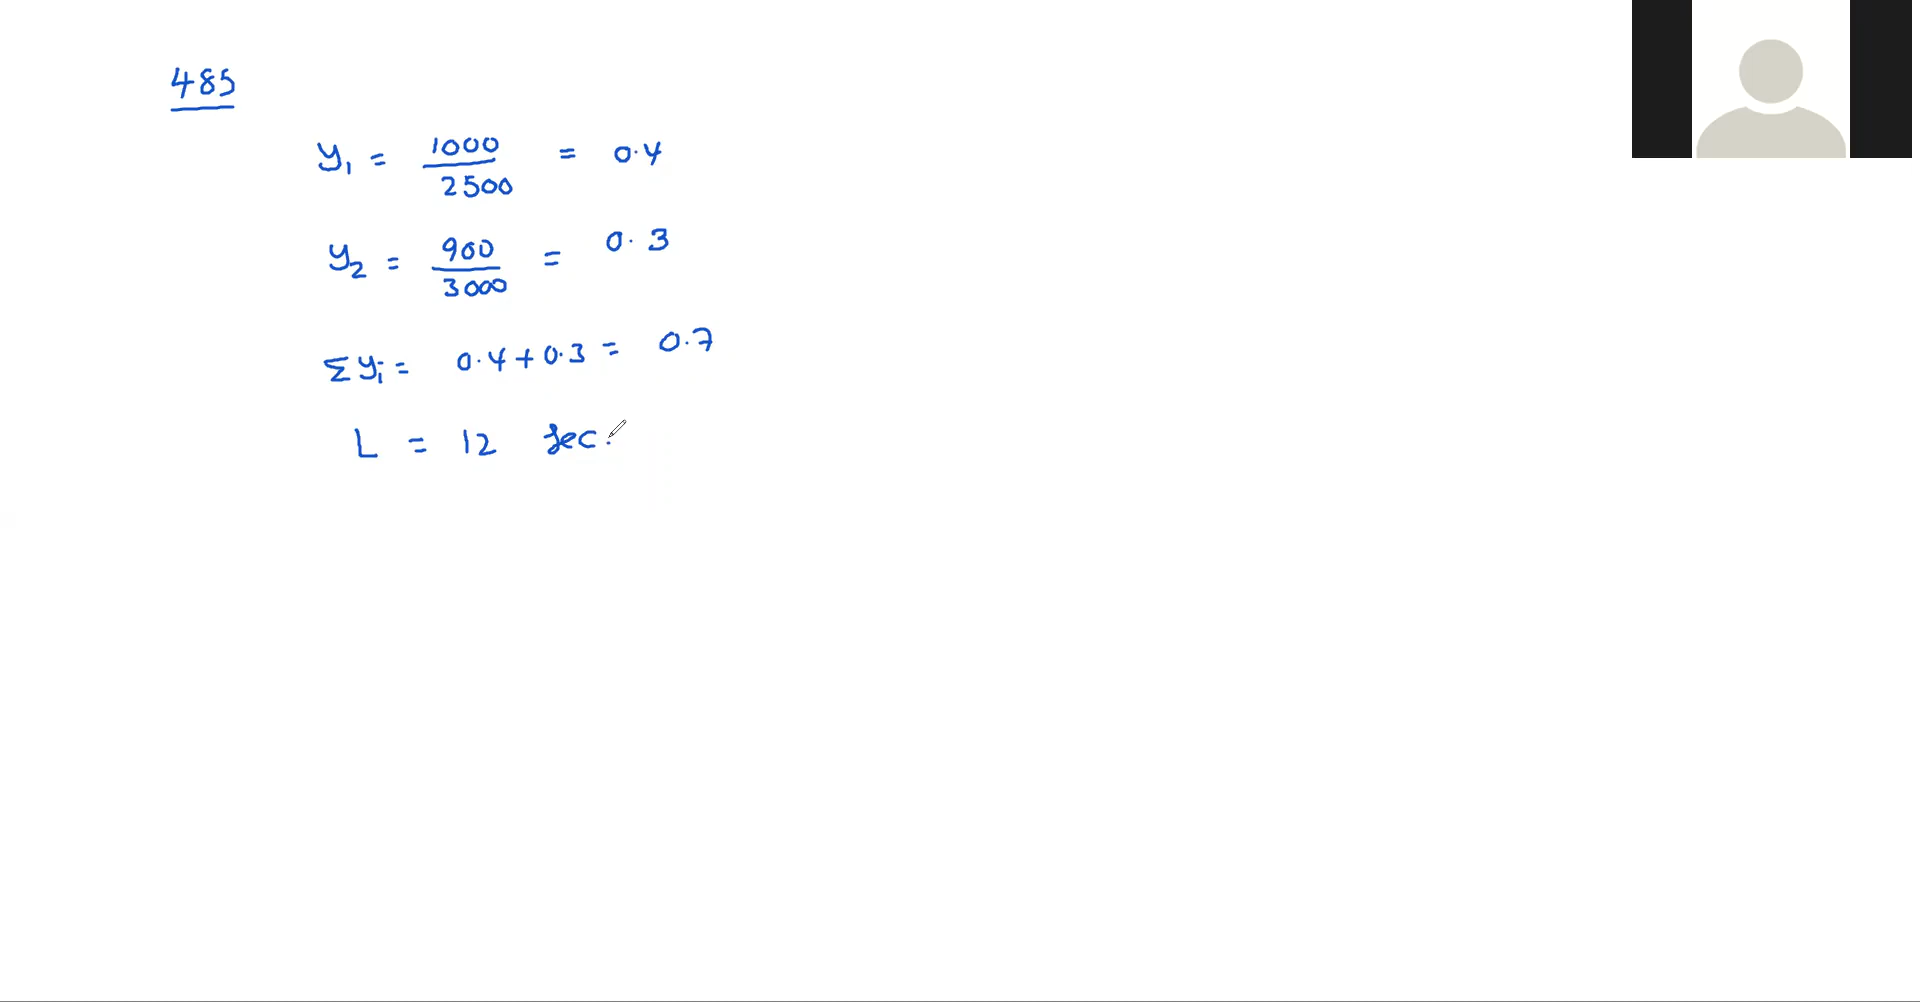 485
y₁ = 1000/2500 = 0.4
y₂ = 900/3000 = 0.3
Σyᵢ = 0.4+0.3 = 0.7
L = 12 sec.